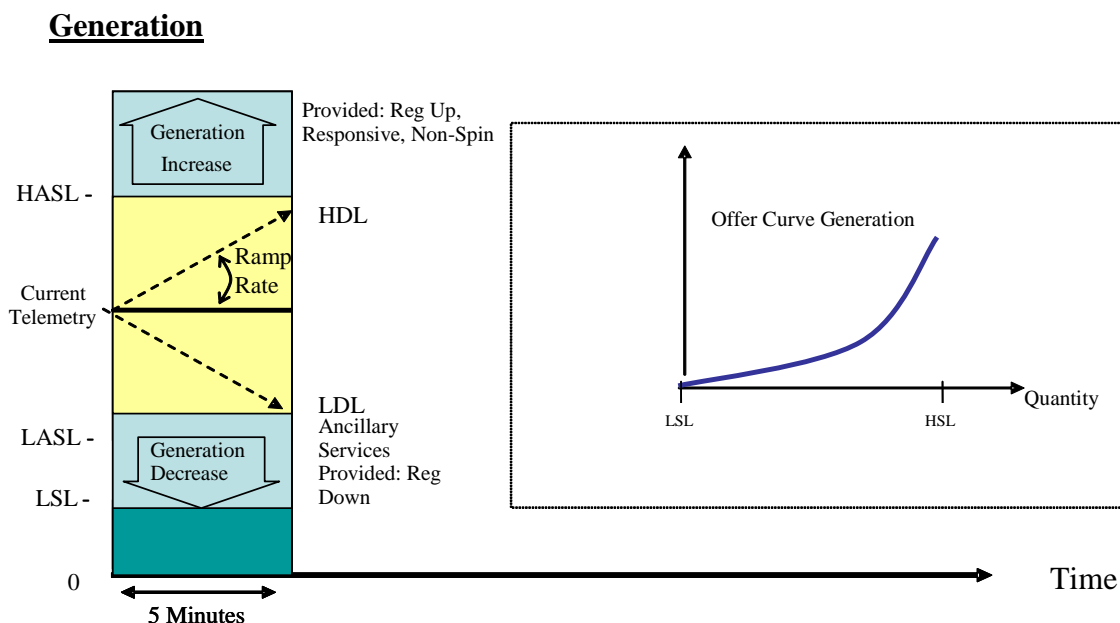 Generation
Provided: Reg Up,
Responsive, Non-Spin
Generation
Increase
HASL -
HDL
Ramp
Rate
Current
Telemetry
LDL
Ancillary
Services
Provided: Reg
Down
LASL -
Generation
Decrease
LSL -
0
5 Minutes
Time
Offer Curve Generation
Quantity
LSL
HSL